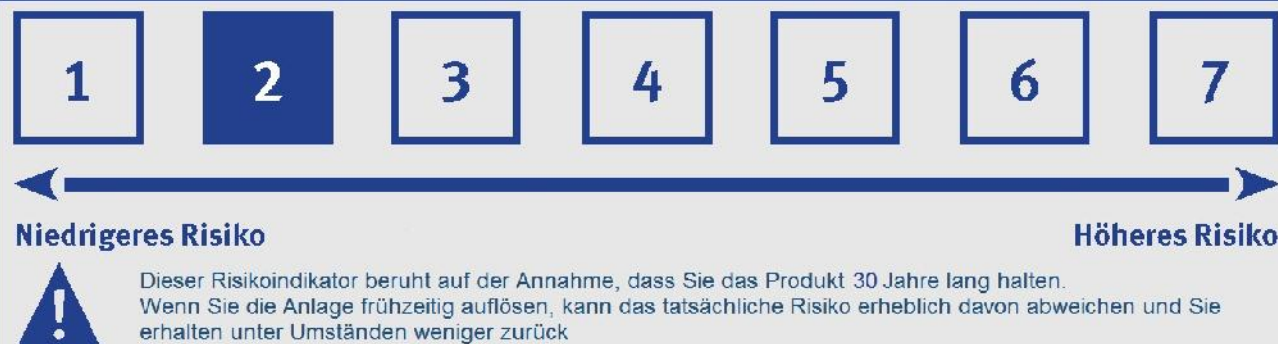 1 2 3 4 5 6 7
Niedrigeres Risiko Höheres Risiko
Dieser Risikoindikator beruht auf der Annahme, dass Sie das Produkt 30 Jahre lang halten.
Wenn Sie die Anlage frühzeitig auflösen, kann das tatsächliche Risiko erheblich davon abweichen und Sie
erhalten unter Umständen weniger zurück